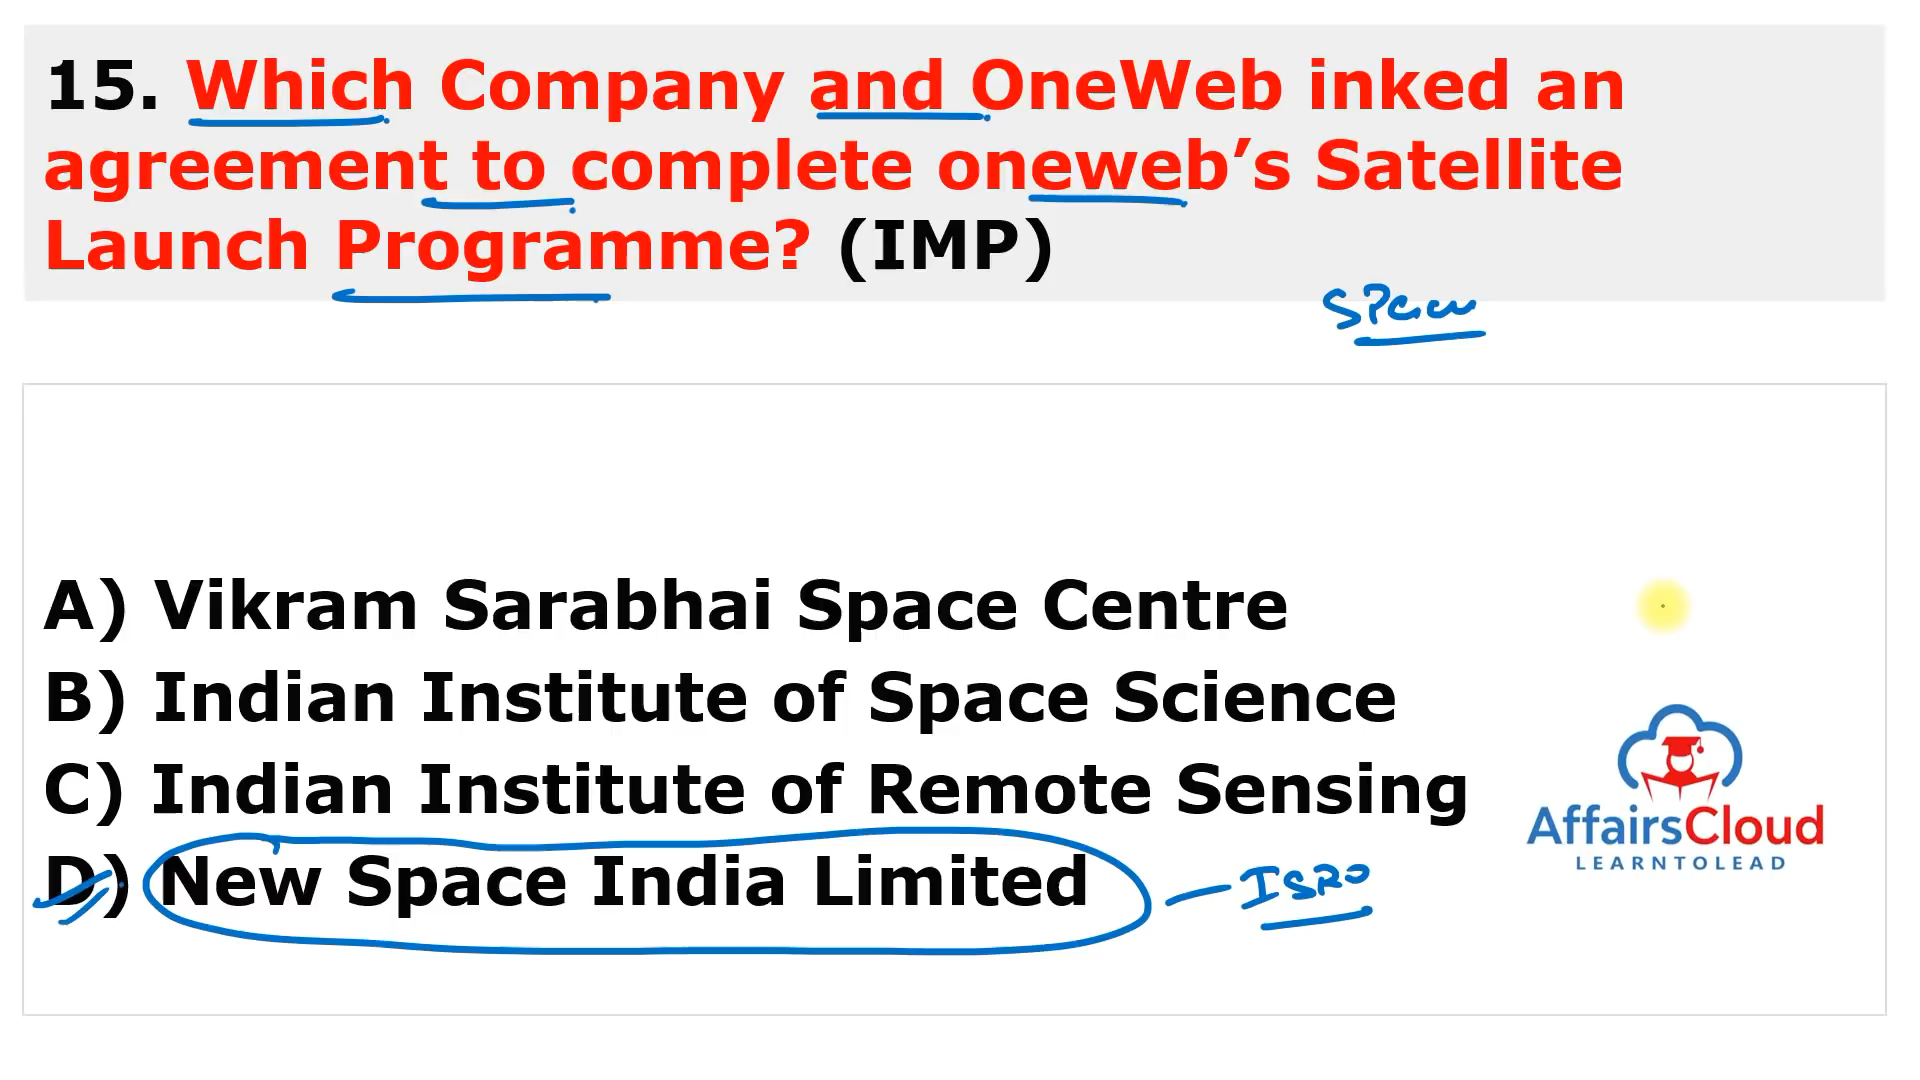 15. Which Company and OneWeb inked an
agreement to complete oneweb’s Satellite
Launch Programme? (IMP)
A) Vikram Sarabhai Space Centre
B) Indian Institute of Space Science
C) Indian Institute of Remote Sensing
D) New Space India Limited
ISRO
AffairsCloud
LEARNTOLEAD